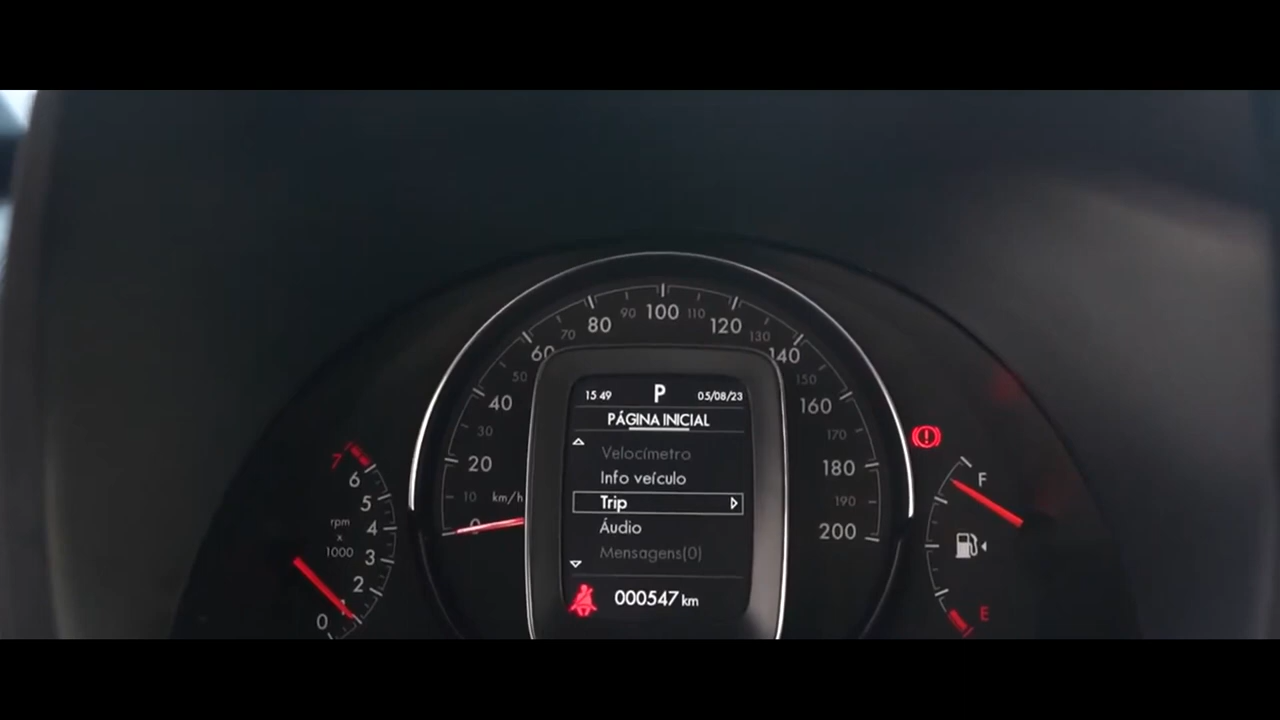 60 70 80 90 100 110 120 130 140
50 150
40 160
30 170
20 180
10 km/h 190
0 200
15 49 P 05/08/23
PÁGINA INICIAL
Velocímetro
Info veículo
Trip
Áudio
Mensagens(0)
000547 km
7
6
5
4
3
2
1
0
rpm
x
1000
F
E